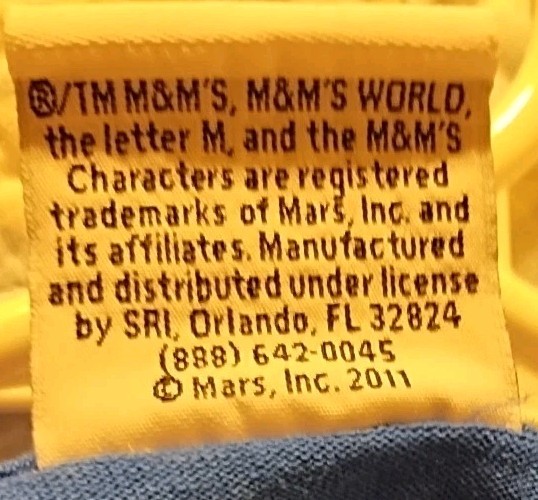 ®/TM M&M'S, M&M'S WORLD,
the letter M, and the M&M'S
Characters are registered
trademarks of Mars, Inc. and
its affiliates. Manufactured
and distributed under license
by SRI, Orlando, FL 32824
(888) 642-0045
© Mars, Inc. 2011